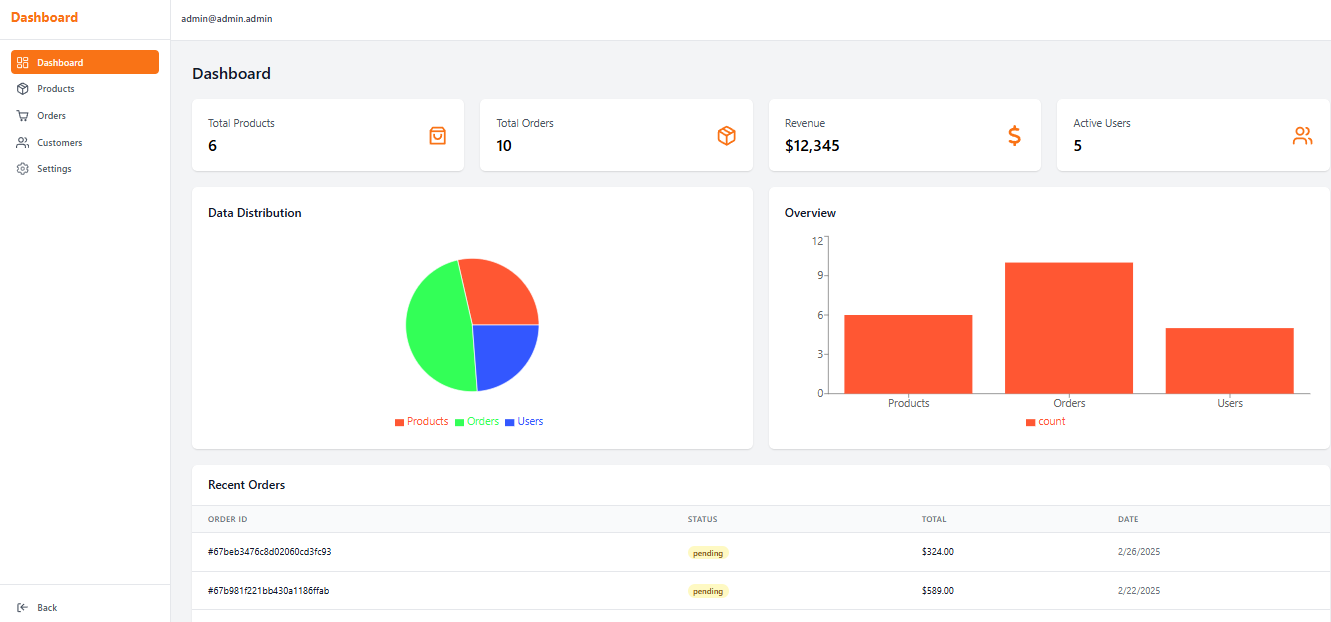 Dashboard
admin@admin.admin
Dashboard
Products
Orders
Customers
Settings
Back
Dashboard
Total Products
6
Total Orders
10
Revenue
$12,345
Active Users
5
Data Distribution
Products Orders Users
Overview
12
9
6
3
0
Products Orders Users
count
Recent Orders
ORDER ID STATUS TOTAL DATE
#67beb3476c8d02060cd3fc93 pending $324.00 2/26/2025
#67b981f221bb430a1186ffab pending $589.00 2/22/2025